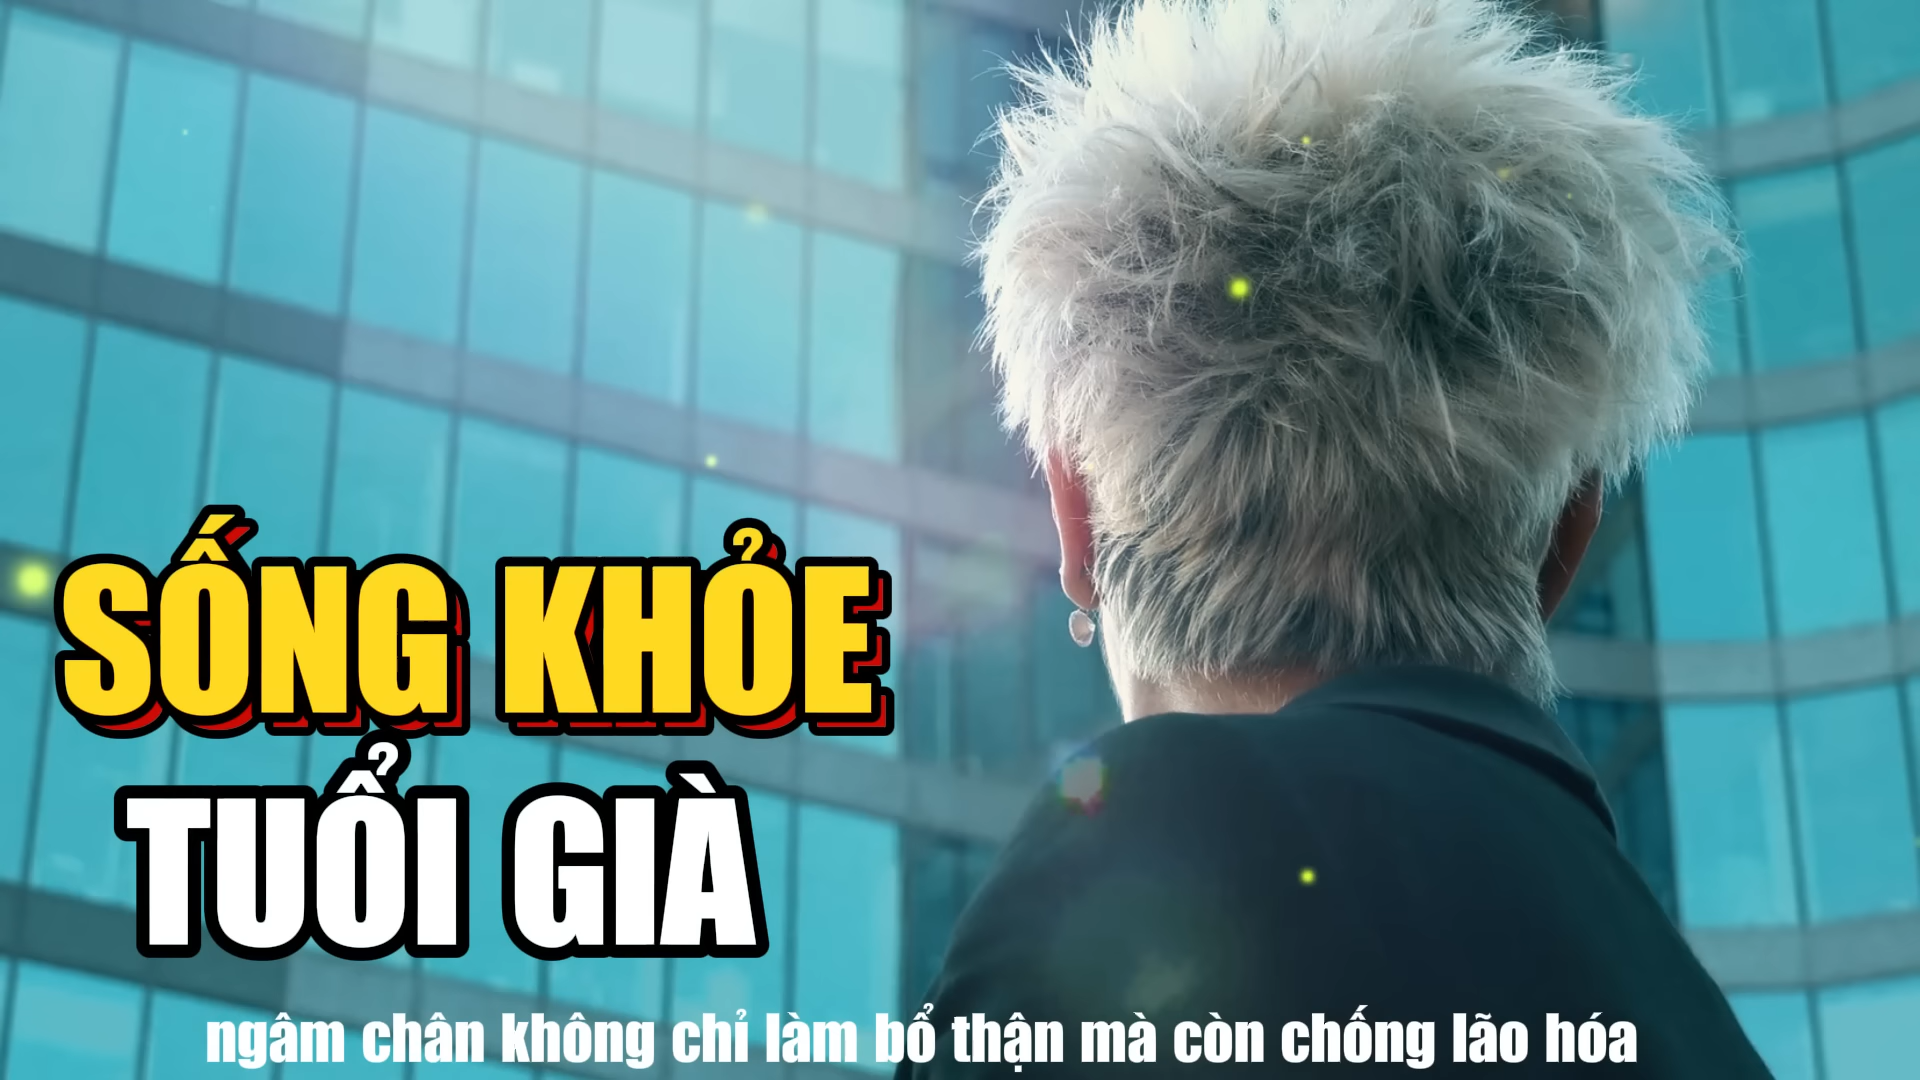 SỐNG KHỎE
TUỔI GIÀ
ngâm chân không chỉ làm bổ thận mà còn chống lão hóa